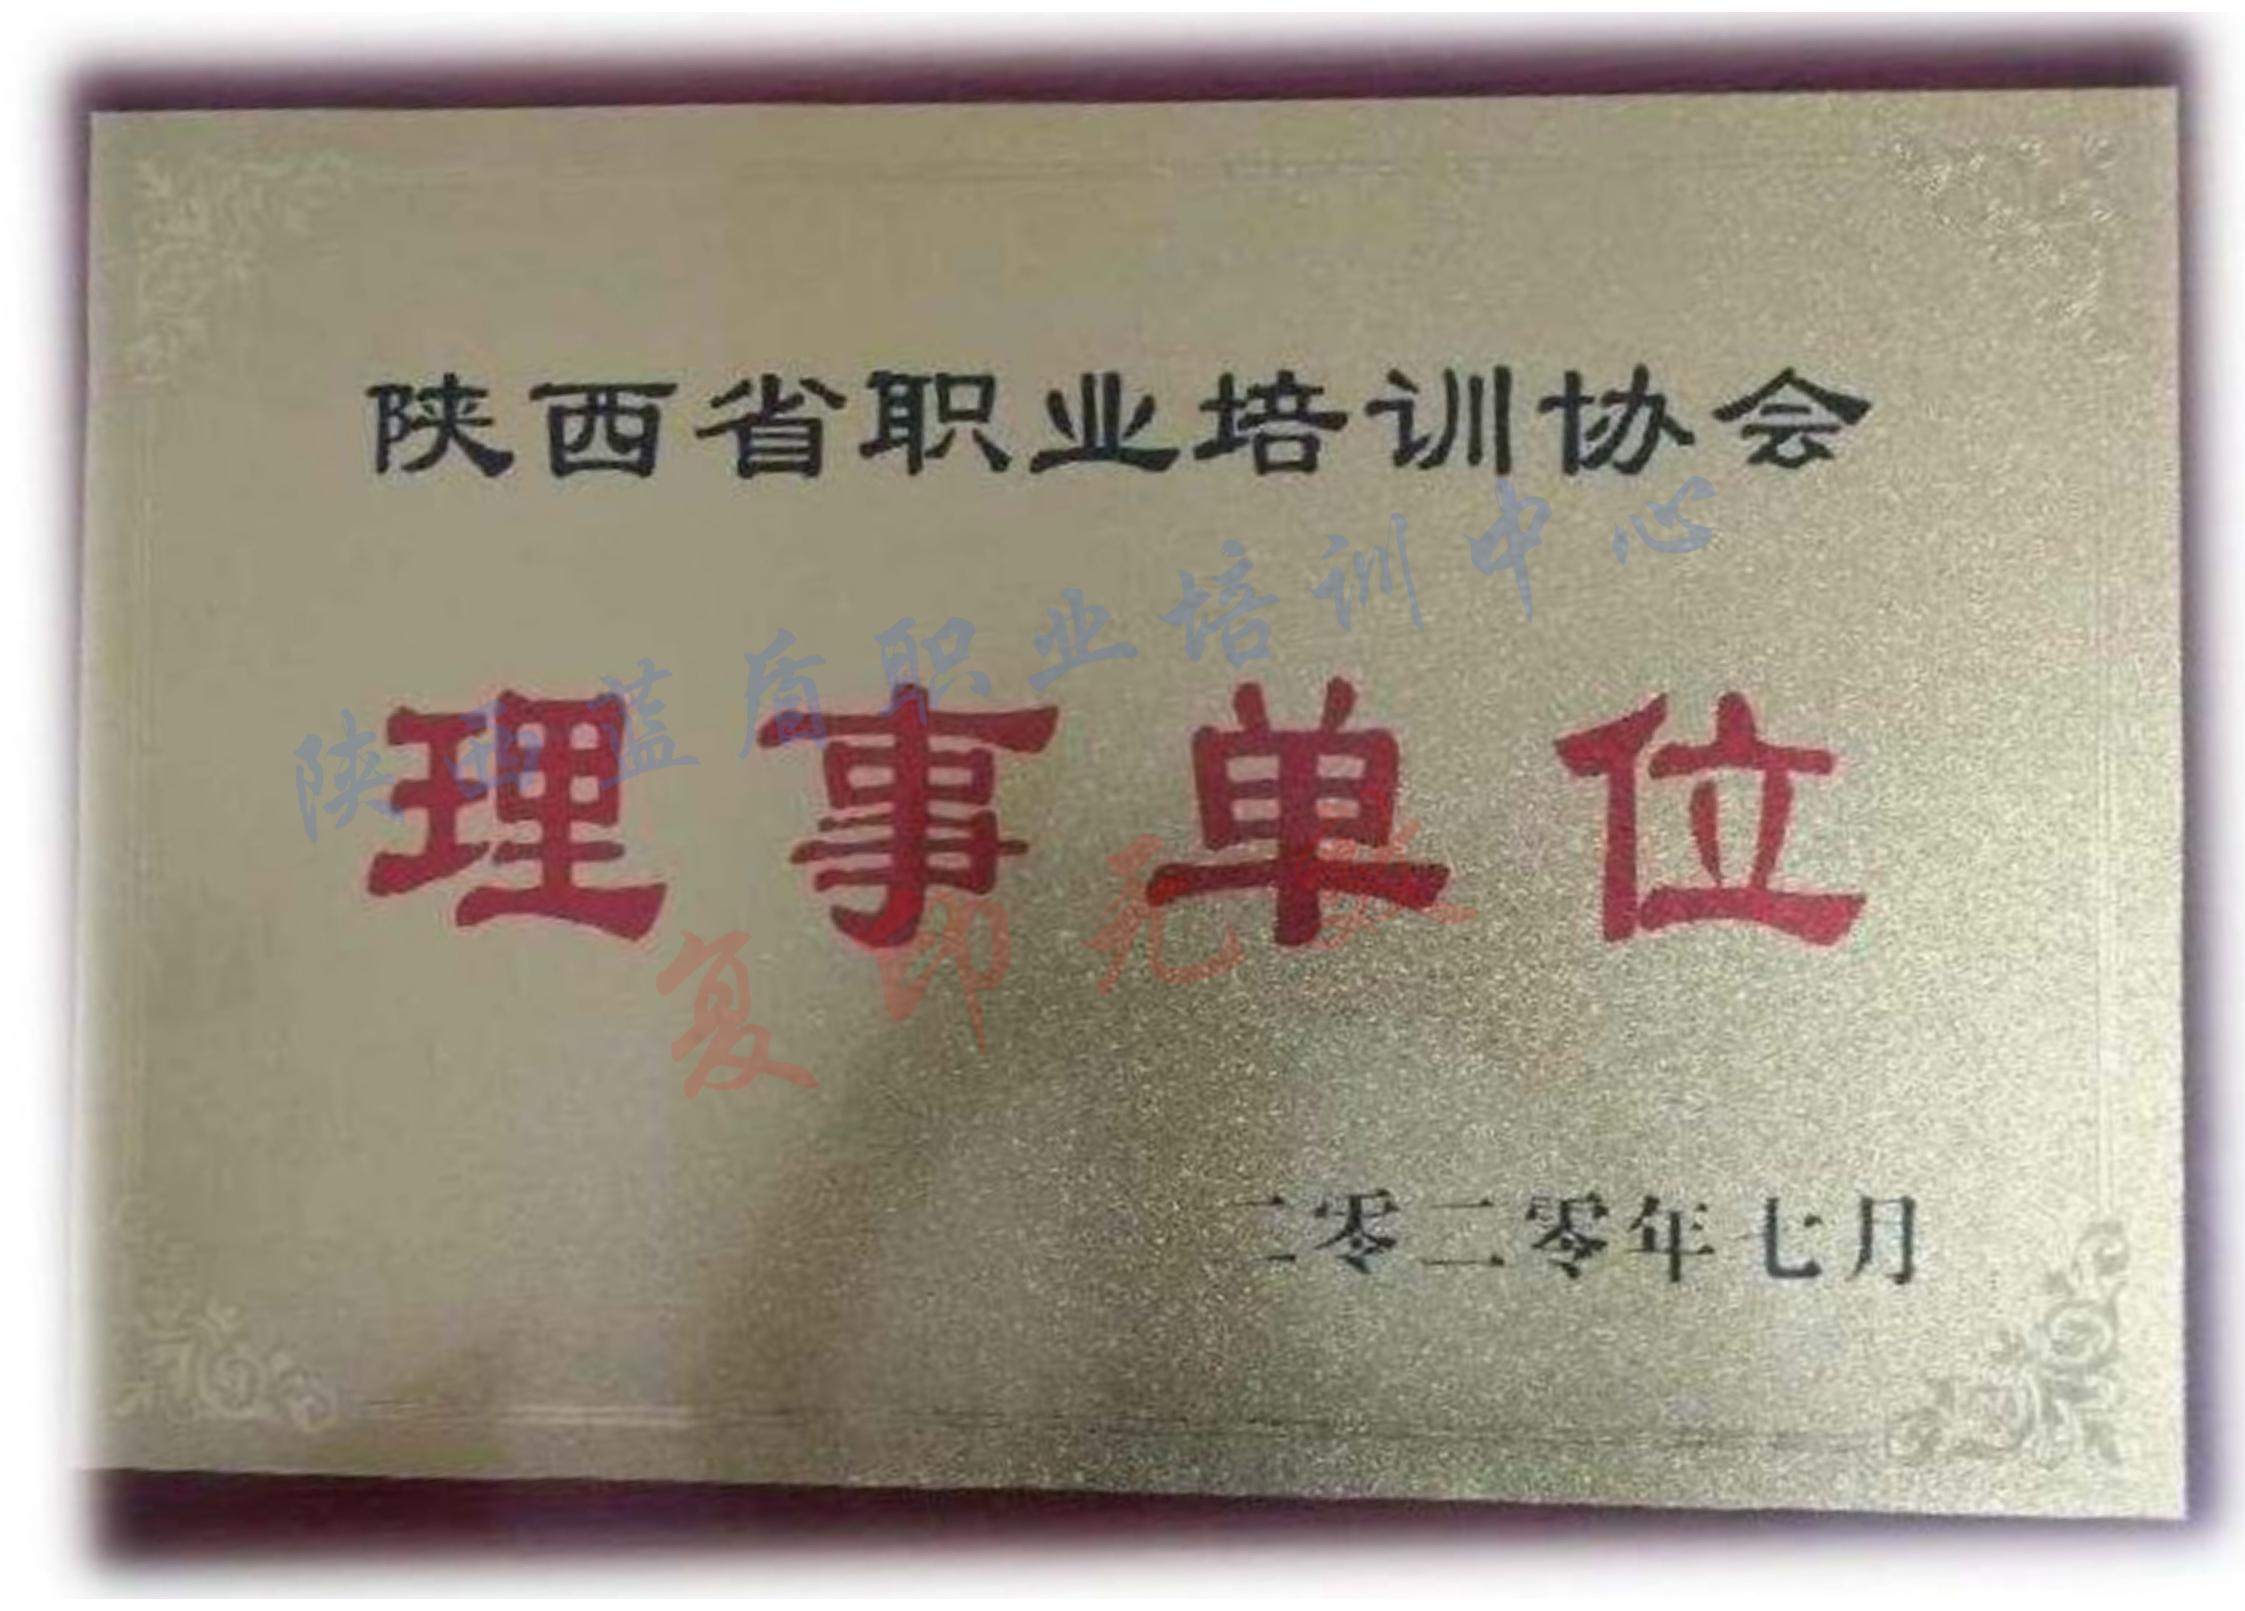 陕西省职业培训协会
陕西蓝盾职业培训中心
理事单位
复印无效
二零二零年七月